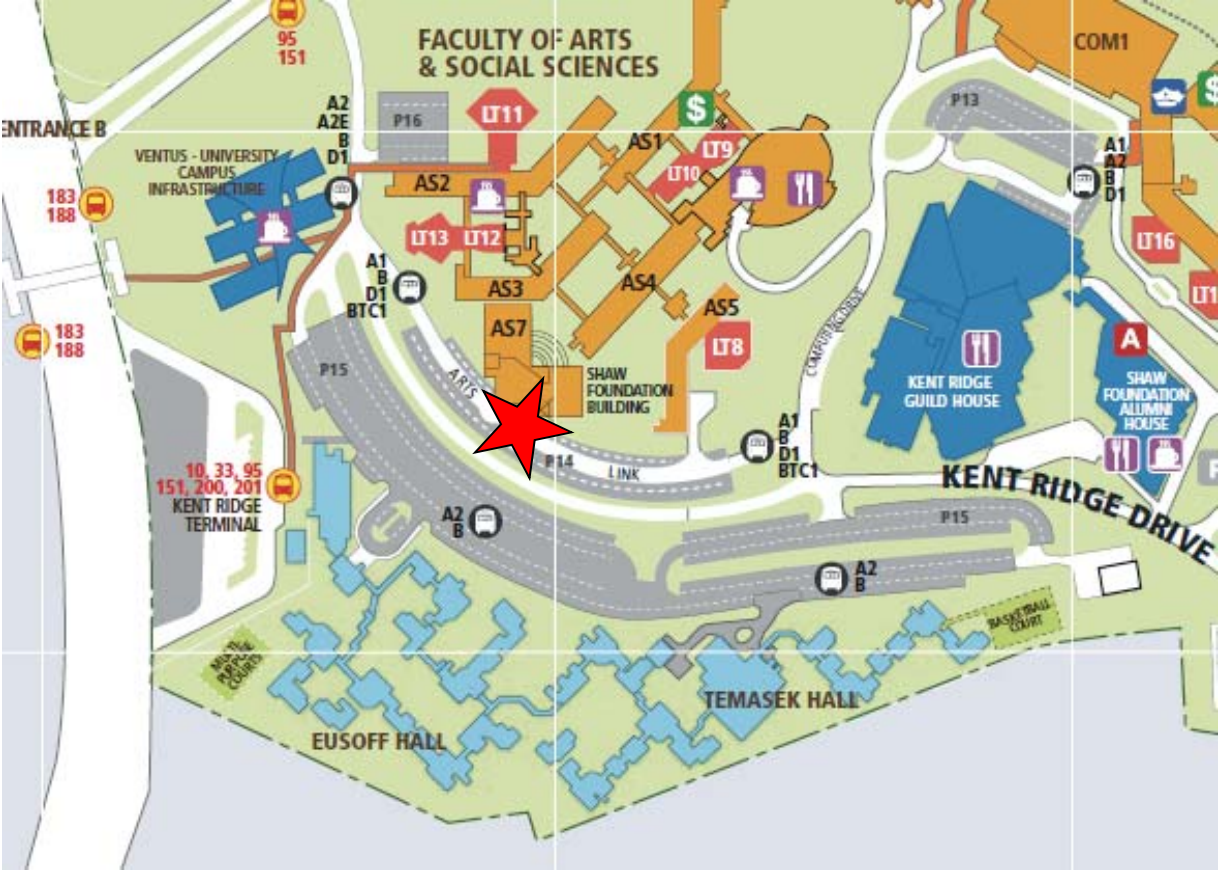 95
151
FACULTY OF ARTS
& SOCIAL SCIENCES
COM1
ENTRANCE B
A2
A2E
B
D1
P16
LT11
AS1
$
LT9
LT10
P13
$
A1
A2
B
D1
VENTUS - UNIVERSITY
CAMPUS
INFRASTRUCTURE
AS2
183
188
LT13
LT12
LT16
A1
B
D1
BTC1
AS3
AS4
AS5
AS7
LT8
183
188
P15
ARTS
SHAW
FOUNDATION
BUILDING
COMPUTING DRIVE
KENT RIDGE
GUILD HOUSE
A
SHAW
FOUNDATION
ALUMNI
HOUSE
A1
B
D1
BTC1
P14
LINK
10, 33, 95
151, 200, 201
KENT RIDGE
TERMINAL
KENT RIDGE DRIVE
A2
B
P15
A2
B
BASKETBALL
COURT
MULTI
PURPOSE
COURTS
TEMASEK HALL
EUSOFF HALL